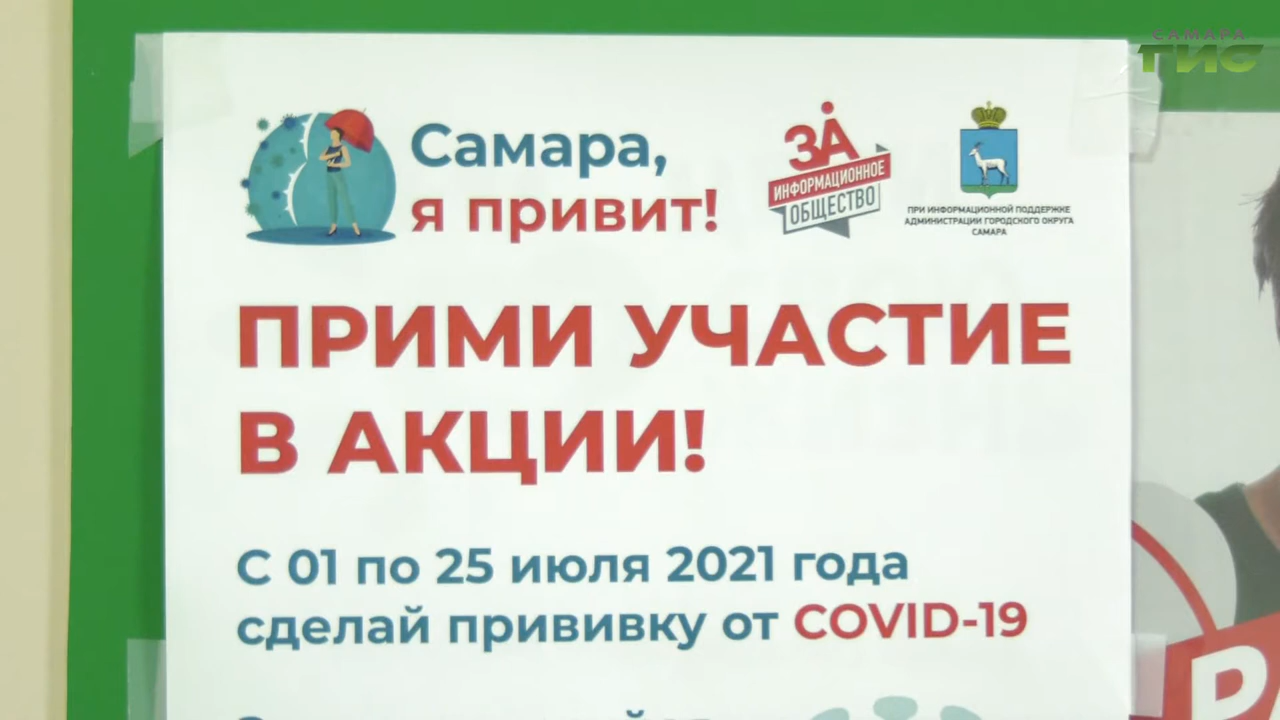 САМАРА
ГИС
Самара,
я привит!
ЗА
ИНФОРМАЦИОННОЕ
ОБЩЕСТВО
ПРИ ИНФОРМАЦИОННОЙ ПОДДЕРЖКЕ
АДМИНИСТРАЦИИ ГОРОДСКОГО ОКРУГА
САМАРА
ПРИМИ УЧАСТИЕ
В АКЦИИ!
С 01 по 25 июля 2021 года
сделай прививку от COVID-19